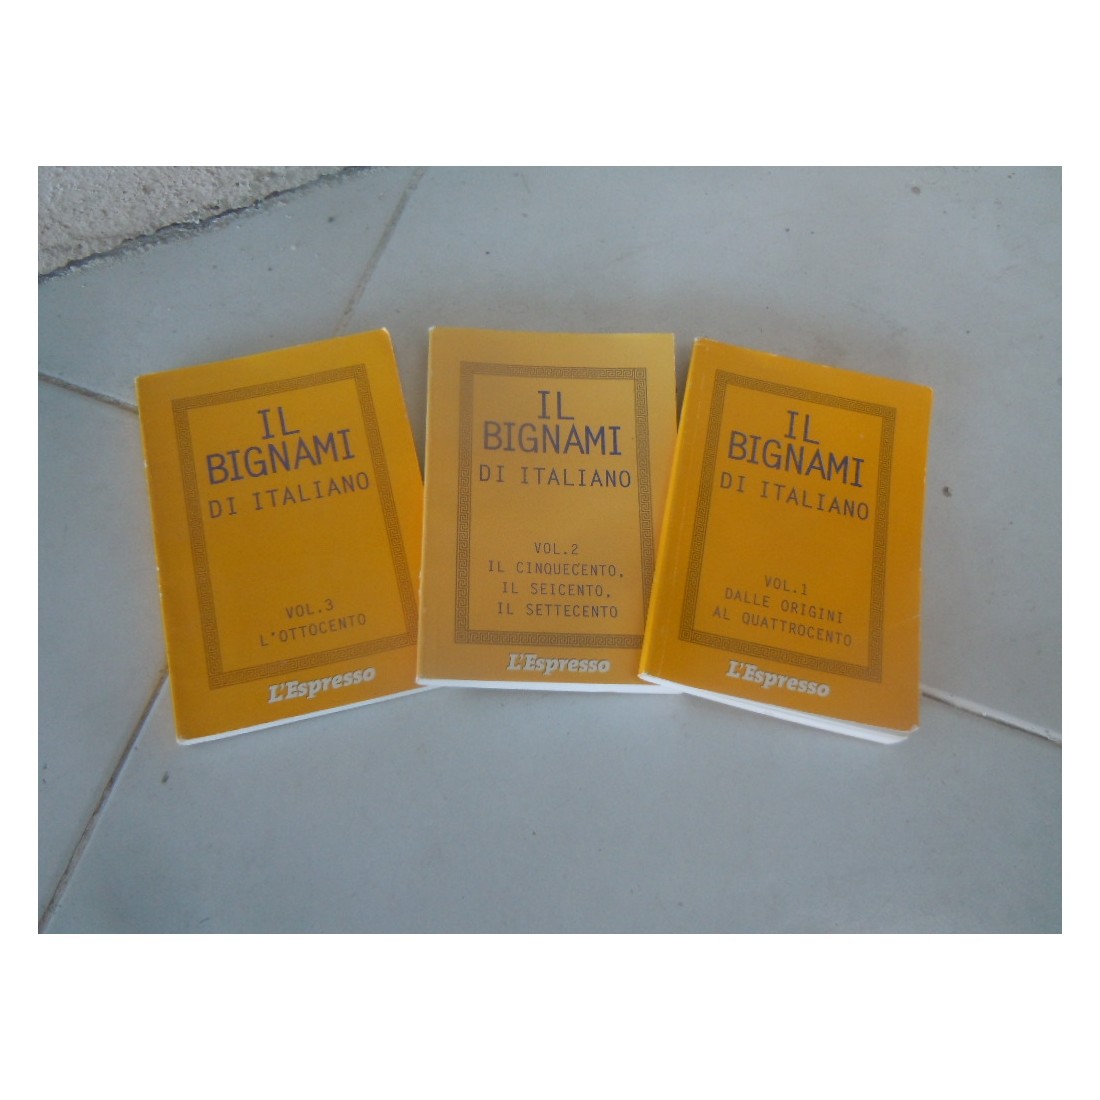 IL
BIGNAMI
DI ITALIANO
VOL.3
L'OTTOCENTO
L'Espresso
IL
BIGNAMI
DI ITALIANO
VOL.2
IL CINQUECENTO,
IL SEICENTO,
IL SETTECENTO
L'Espresso
IL
BIGNAMI
DI ITALIANO
VOL.1
DALLE ORIGINI
AL QUATTROCENTO
L'Espresso